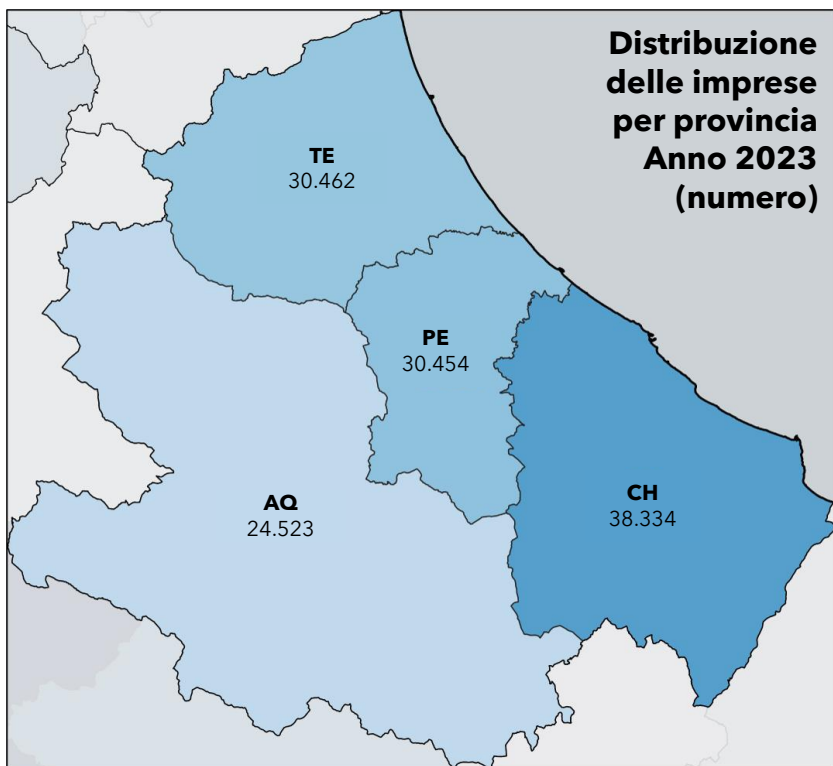 Distribuzione
delle imprese
per provincia
Anno 2023
(numero)
TE
30.462
PE
30.454
AQ
24.523
CH
38.334